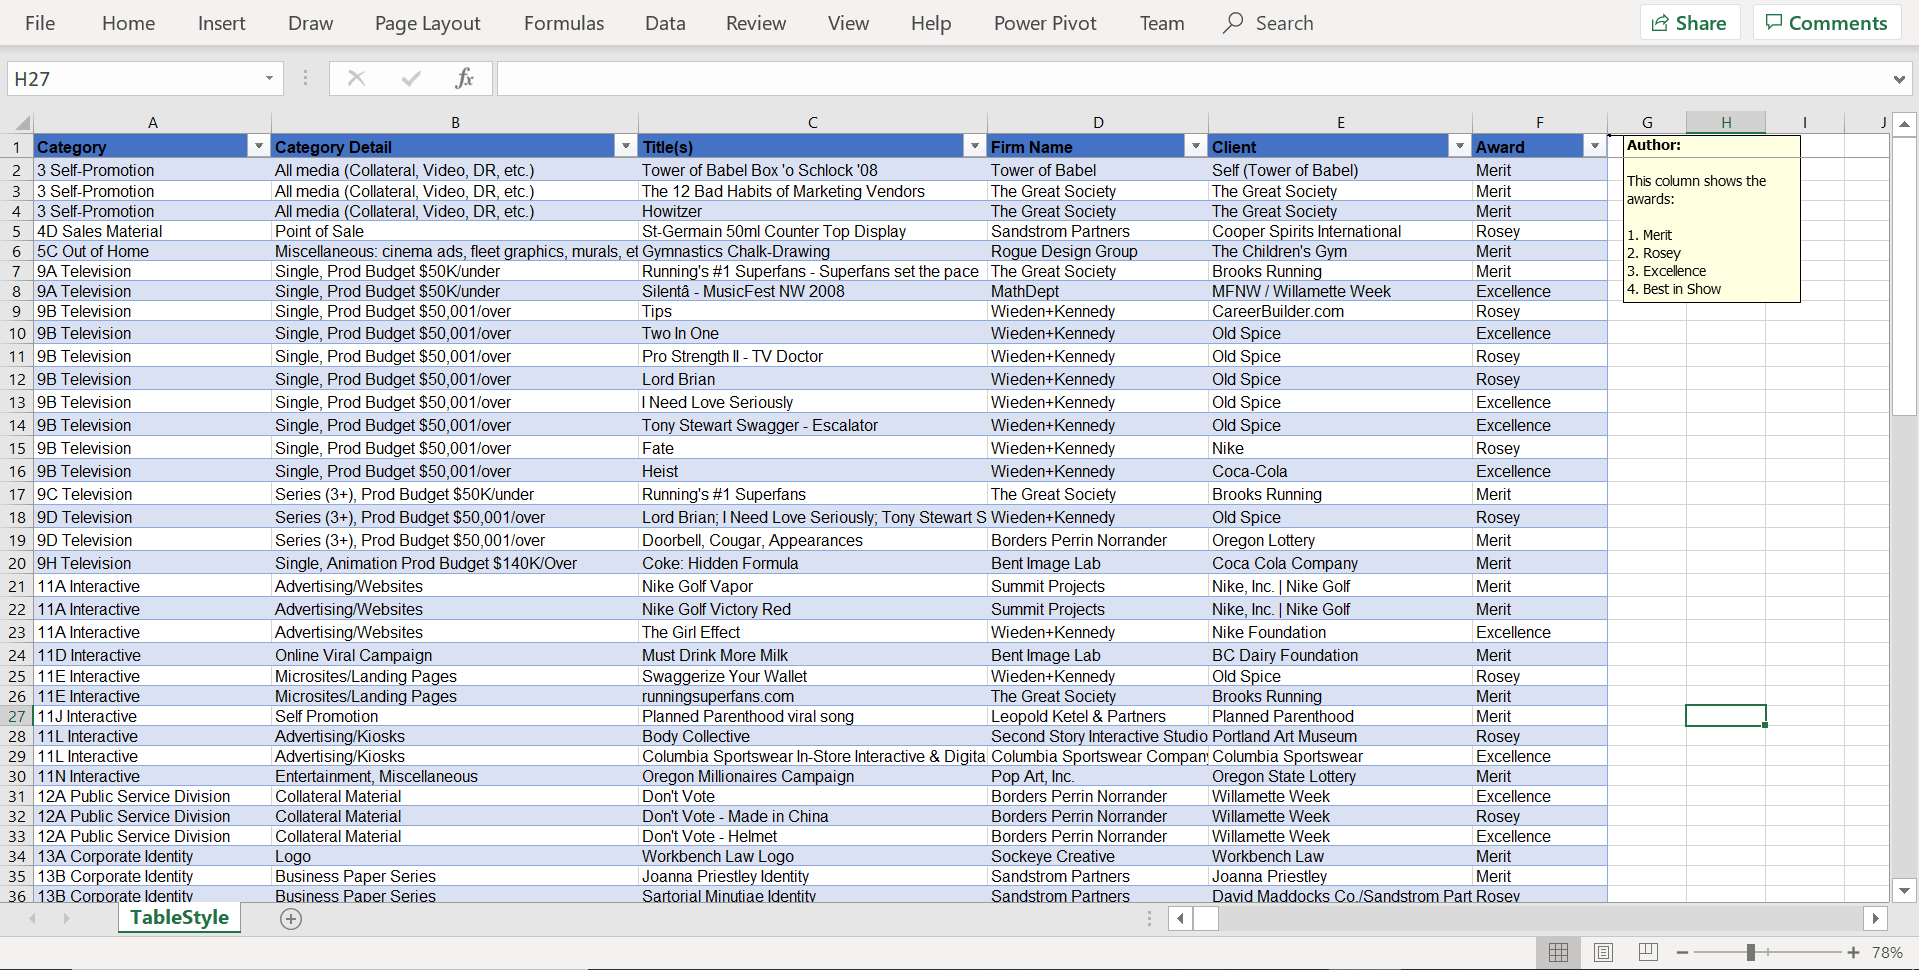 File Home Insert Draw Page Layout Formulas Data Review View Help Power Pivot Team Search Share Comments
H27 fx
A B C D E F G H I J
1 Category Category Detail Title(s) Firm Name Client Award
2 3 Self-Promotion All media (Collateral, Video, DR, etc.) Tower of Babel Box 'o Schlock '08 Tower of Babel Self (Tower of Babel) Merit
3 3 Self-Promotion All media (Collateral, Video, DR, etc.) The 12 Bad Habits of Marketing Vendors The Great Society The Great Society Merit
4 3 Self-Promotion All media (Collateral, Video, DR, etc.) Howitzer The Great Society The Great Society Merit
5 4D Sales Material Point of Sale St-Germain 50ml Counter Top Display Sandstrom Partners Cooper Spirits International Rosey
6 5C Out of Home Miscellaneous: cinema ads, fleet graphics, murals, et Gymnastics Chalk-Drawing Rogue Design Group The Children's Gym Merit
7 9A Television Single, Prod Budget $50K/under Running's #1 Superfans - Superfans set the pace The Great Society Brooks Running Merit
8 9A Television Single, Prod Budget $50K/under Silentâ - MusicFest NW 2008 MathDept MFNW / Willamette Week Excellence
9 9B Television Single, Prod Budget $50,001/over Tips Wieden+Kennedy CareerBuilder.com Rosey
10 9B Television Single, Prod Budget $50,001/over Two In One Wieden+Kennedy Old Spice Excellence
11 9B Television Single, Prod Budget $50,001/over Pro Strength II - TV Doctor Wieden+Kennedy Old Spice Rosey
12 9B Television Single, Prod Budget $50,001/over Lord Brian Wieden+Kennedy Old Spice Rosey
13 9B Television Single, Prod Budget $50,001/over I Need Love Seriously Wieden+Kennedy Old Spice Excellence
14 9B Television Single, Prod Budget $50,001/over Tony Stewart Swagger - Escalator Wieden+Kennedy Old Spice Excellence
15 9B Television Single, Prod Budget $50,001/over Fate Wieden+Kennedy Nike Rosey
16 9B Television Single, Prod Budget $50,001/over Heist Wieden+Kennedy Coca-Cola Excellence
17 9C Television Series (3+), Prod Budget $50K/under Running's #1 Superfans The Great Society Brooks Running Merit
18 9D Television Series (3+), Prod Budget $50,001/over Lord Brian; I Need Love Seriously; Tony Stewart S Wieden+Kennedy Old Spice Rosey
19 9D Television Series (3+), Prod Budget $50,001/over Doorbell, Cougar, Appearances Borders Perrin Norrander Oregon Lottery Merit
20 9H Television Single, Animation Prod Budget $140K/Over Coke: Hidden Formula Bent Image Lab Coca Cola Company Merit
21 11A Interactive Advertising/Websites Nike Golf Vapor Summit Projects Nike, Inc. | Nike Golf Merit
22 11A Interactive Advertising/Websites Nike Golf Victory Red Summit Projects Nike, Inc. | Nike Golf Merit
23 11A Interactive Advertising/Websites The Girl Effect Wieden+Kennedy Nike Foundation Excellence
24 11D Interactive Online Viral Campaign Must Drink More Milk Bent Image Lab BC Dairy Foundation Merit
25 11E Interactive Microsites/Landing Pages Swaggerize Your Wallet Wieden+Kennedy Old Spice Rosey
26 11E Interactive Microsites/Landing Pages runningsuperfans.com The Great Society Brooks Running Merit
27 11J Interactive Self Promotion Planned Parenthood viral song Leopold Ketel & Partners Planned Parenthood Merit
28 11L Interactive Advertising/Kiosks Body Collective Second Story Interactive Studio Portland Art Museum Rosey
29 11L Interactive Advertising/Kiosks Columbia Sportswear In-Store Interactive & Digita Columbia Sportswear Company Columbia Sportswear Excellence
30 11N Interactive Entertainment, Miscellaneous Oregon Millionaires Campaign Pop Art, Inc. Oregon State Lottery Merit
31 12A Public Service Division Collateral Material Don't Vote Borders Perrin Norrander Willamette Week Excellence
32 12A Public Service Division Collateral Material Don't Vote - Made in China Borders Perrin Norrander Willamette Week Rosey
33 12A Public Service Division Collateral Material Don't Vote - Helmet Borders Perrin Norrander Willamette Week Excellence
34 13A Corporate Identity Logo Workbench Law Logo Sockeye Creative Workbench Law Merit
35 13B Corporate Identity Business Paper Series Joanna Priestley Identity Sandstrom Partners Joanna Priestley Merit
36 13B Corporate Identity Business Paper Series Sartorial Minutiae Identity Sandstrom Partners David Maddocks Co./Sandstrom Part Rosey
Author:
This column shows the
awards:
1. Merit
2. Rosey
3. Excellence
4. Best in Show
TableStyle
78%